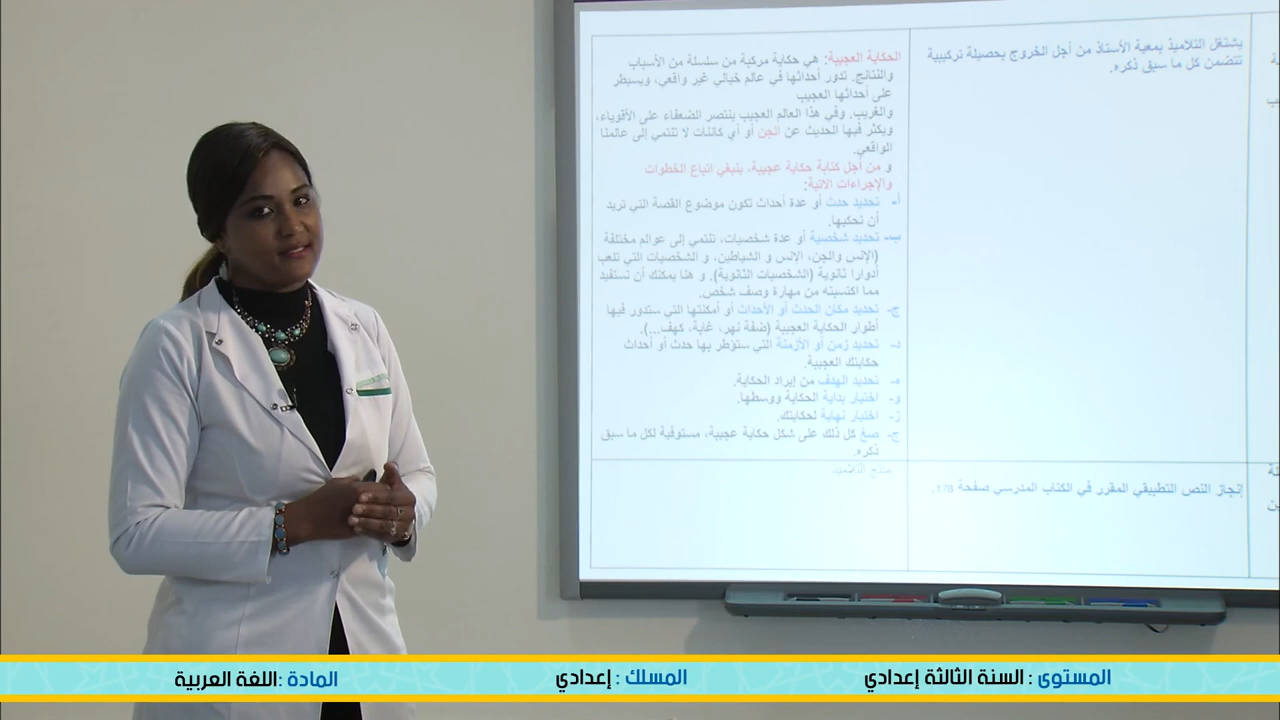 يشتغل التلاميذ بمعية الأستاذ من أجل الخروج بحصيلة تركيبية
تتضمن كل ما سبق ذكره.
إنجاز النص التطبيقي المقرر في الكتاب المدرسي صفحة 178.
الحكاية العجيبة: هي حكاية مركبة من سلسلة من الأسباب
والنتائج. تدور أحداثها في عالم خيالي غير واقعي، ويسيطر
على أحداثها العجيب
والغريب. وفي هذا العالم العجيب ينتصر الضعفاء على الأقوياء،
ويكثر فيها الحديث عن الجن أو أي كائنات لا تنتمي إلى عالمنا
الواقعي.
و من أجل كتابة حكاية عجيبة، ينبغي اتباع الخطوات
والإجراءات الآتية:
أ- تحديد حدث أو عدة أحداث تكون موضوع القصة التي تريد
أن تحكيها.
ب- تحديد شخصية أو عدة شخصيات، تنتمي إلى عوالم مختلفة
(الإنس والجن، الإنس و الشياطين، و الشخصيات التي تلعب
أدوارا ثانوية (الشخصيات الثانوية). و هنا يمكنك أن تستفيد
مما اكتسبته من مهارة وصف شخص.
ج- تحديد مكان الحدث أو الأحداث أو أمكنتها التي ستدور فيها
أطوار الحكاية العجيبة (ضفة نهر، غابة، كهف...).
د- تحديد زمن أو الأزمنة التي ستؤطر بها حدث أو أحداث
حكايتك العجيبة.
ه- تحديد الهدف من إيراد الحكاية.
و- اختيار بداية الحكاية ووسطها.
ز- اختيار نهاية لحكايتك.
ح- صغ كل ذلك على شكل حكاية عجيبة، مستوفية لكل ما سبق
ذكره.
منتج التلاميذ
المستوى : السنة الثالثة إعدادي
المسلك : إعدادي
المادة :اللغة العربية